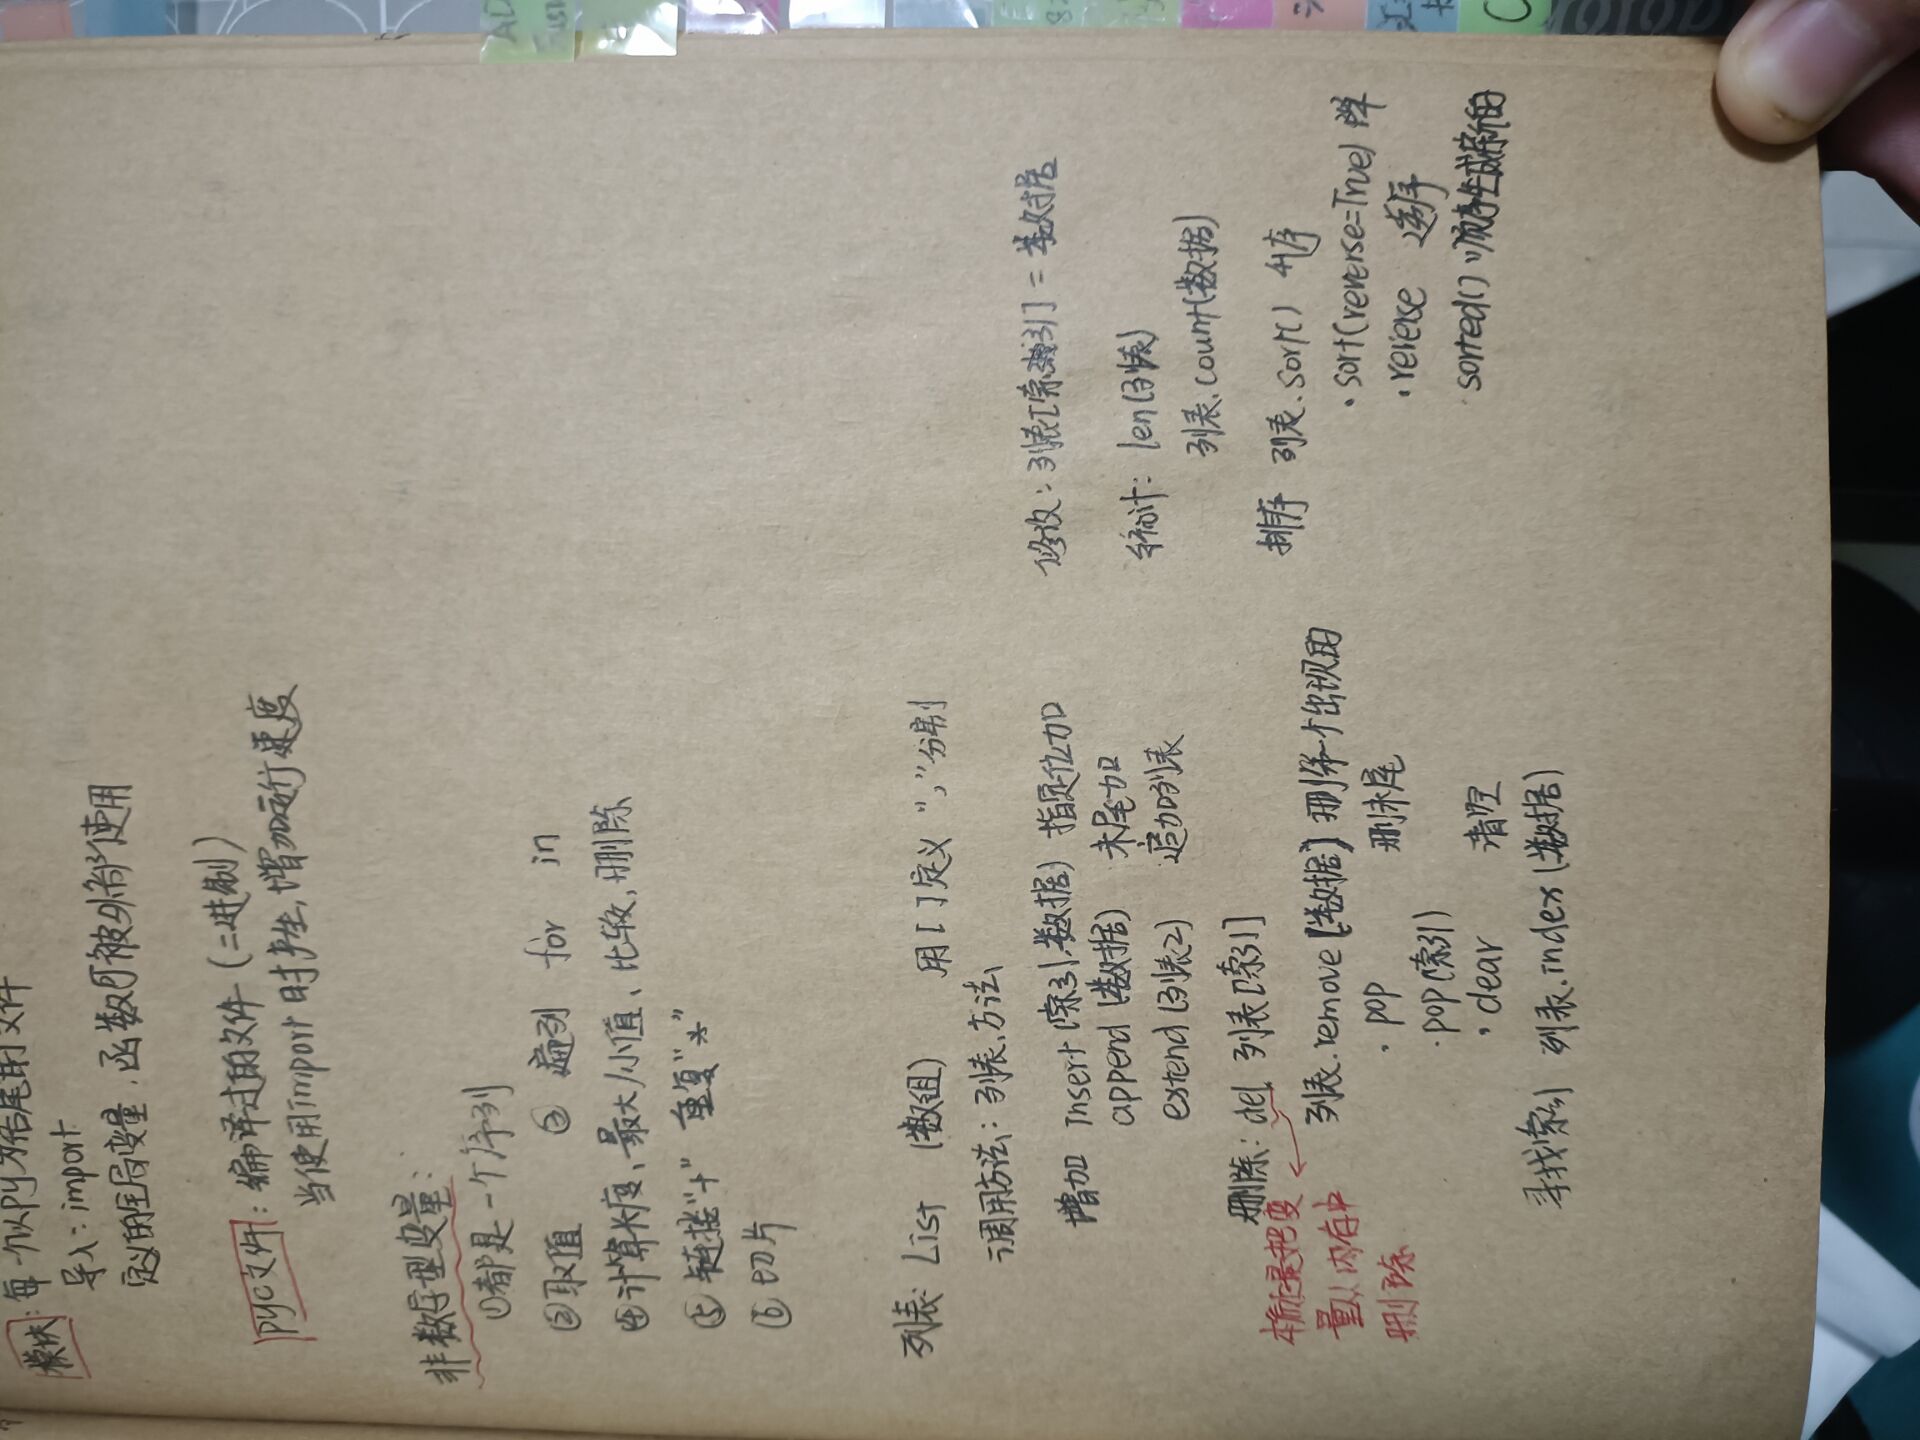 模块：每一个以py为结尾的文件
导入：import
定义的全局变量、函数可被外部使用
pyc文件：编译过的文件（二进制）
当使用import时产生，增加运行速度
非数字型变量：
①都是一个序列
②取值 ③ 遍列 for in
④计算长度、最大/小值、比较，删除
⑤链接“+” 重复“*”
⑥切片
列表：List （数组） 用[ ]定义 “，”分割
调用方法：列表.方法
增加 insert(索引,数据) 指定位加
append(数据) 末尾加
extend(列表2) 追加列表
删除：del 列表[索引]
本质是把变
量从内存中
删除
列表.remove[数据] 删第一个出现的
.pop 删末尾
.pop(索引)
.clear 清空
寻找索引 列表.index(数据)
修改：列表[索引] = 数据
统计：len(列表)
列表.count(数据)
排序 列表.sort() 升序
.sort(reverse=True) 降
.reverse 逆序
sorted() 顺序生成新的
AD
C